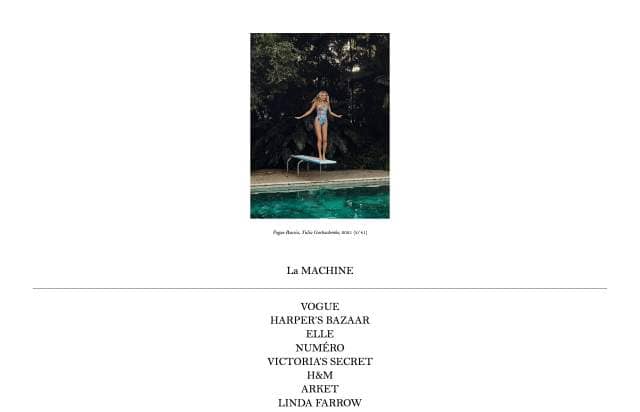 Vogue Russia, Yulia Gorbachenko, 2021 (1/41)
La MACHINE
VOGUE
HARPER'S BAZAAR
ELLE
NUMÉRO
VICTORIA'S SECRET
H&M
ARKET
LINDA FARROW